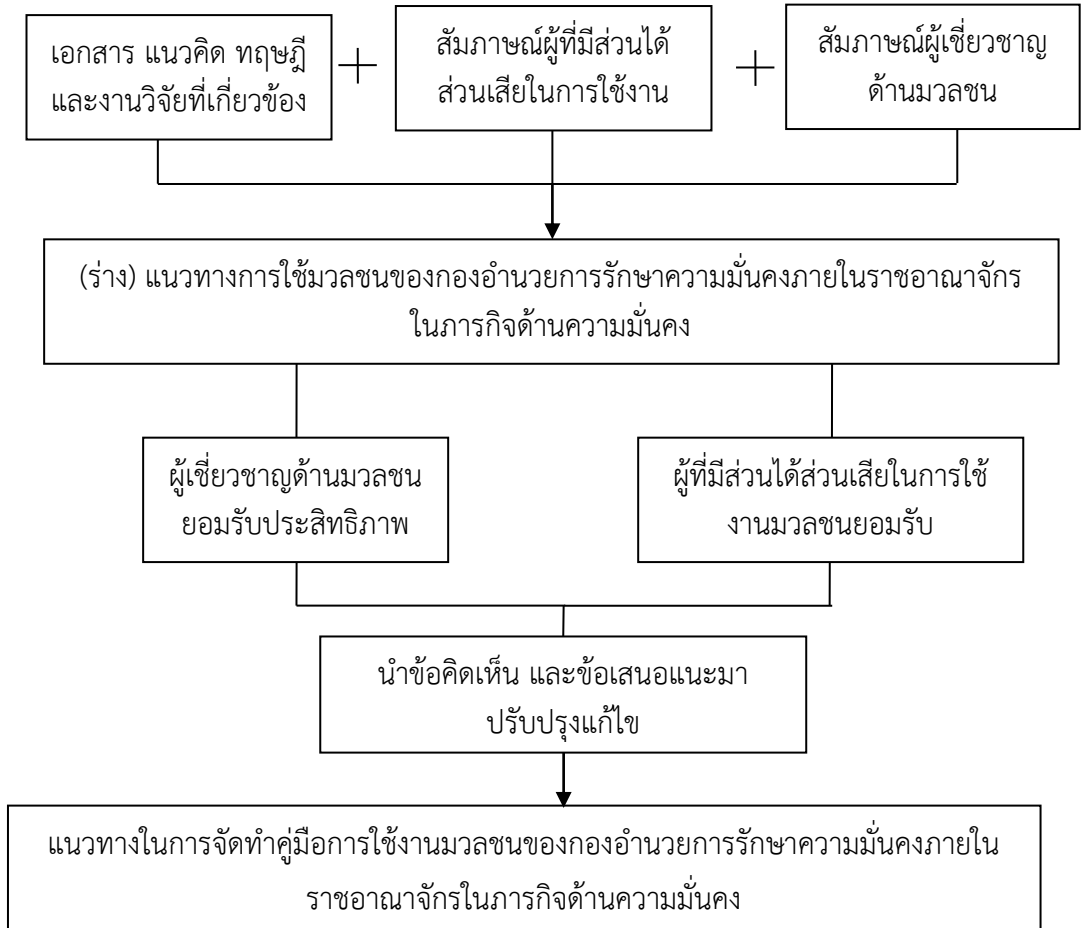 เอกสาร แนวคิด ทฤษฎี
และงานวิจัยที่เกี่ยวข้อง
+
สัมภาษณ์ผู้ที่มีส่วนได้
ส่วนเสียในการใช้งาน
+
สัมภาษณ์ผู้เชี่ยวชาญ
ด้านมวลชน
(ร่าง) แนวทางการใช้มวลชนของกองอำนวยการรักษาความมั่นคงภายในราชอาณาจักร
ในภารกิจด้านความมั่นคง
ผู้เชี่ยวชาญด้านมวลชน
ยอมรับประสิทธิภาพ
ผู้ที่มีส่วนได้ส่วนเสียในการใช้
งานมวลชนยอมรับ
นำข้อคิดเห็น และข้อเสนอแนะมา
ปรับปรุงแก้ไข
แนวทางในการจัดทำคู่มือการใช้งานมวลชนของกองอำนวยการรักษาความมั่นคงภายใน
ราชอาณาจักรในภารกิจด้านความมั่นคง